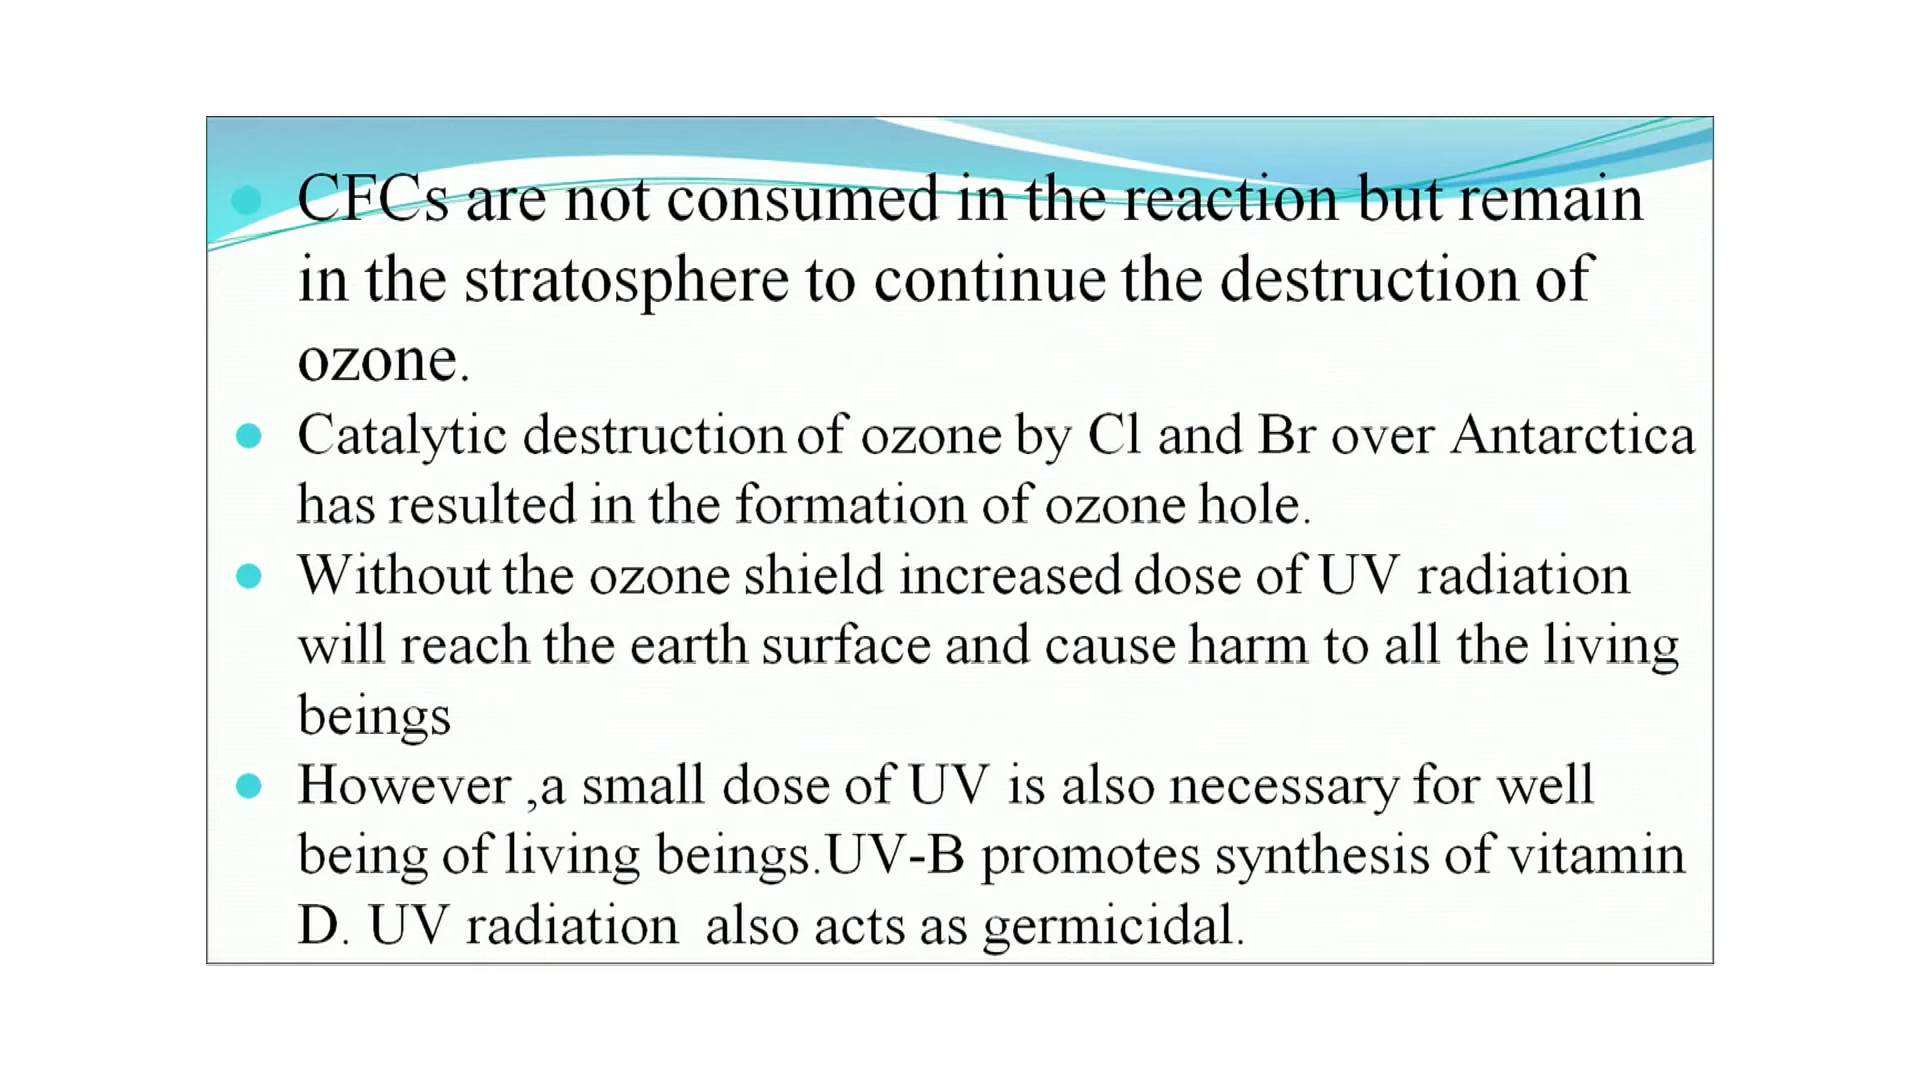 CFCs are not consumed in the reaction but remain
in the stratosphere to continue the destruction of
ozone.
Catalytic destruction of ozone by Cl and Br over Antarctica
has resulted in the formation of ozone hole.
Without the ozone shield increased dose of UV radiation
will reach the earth surface and cause harm to all the living
beings
However ,a small dose of UV is also necessary for well
being of living beings.UV-B promotes synthesis of vitamin
D. UV radiation also acts as germicidal.